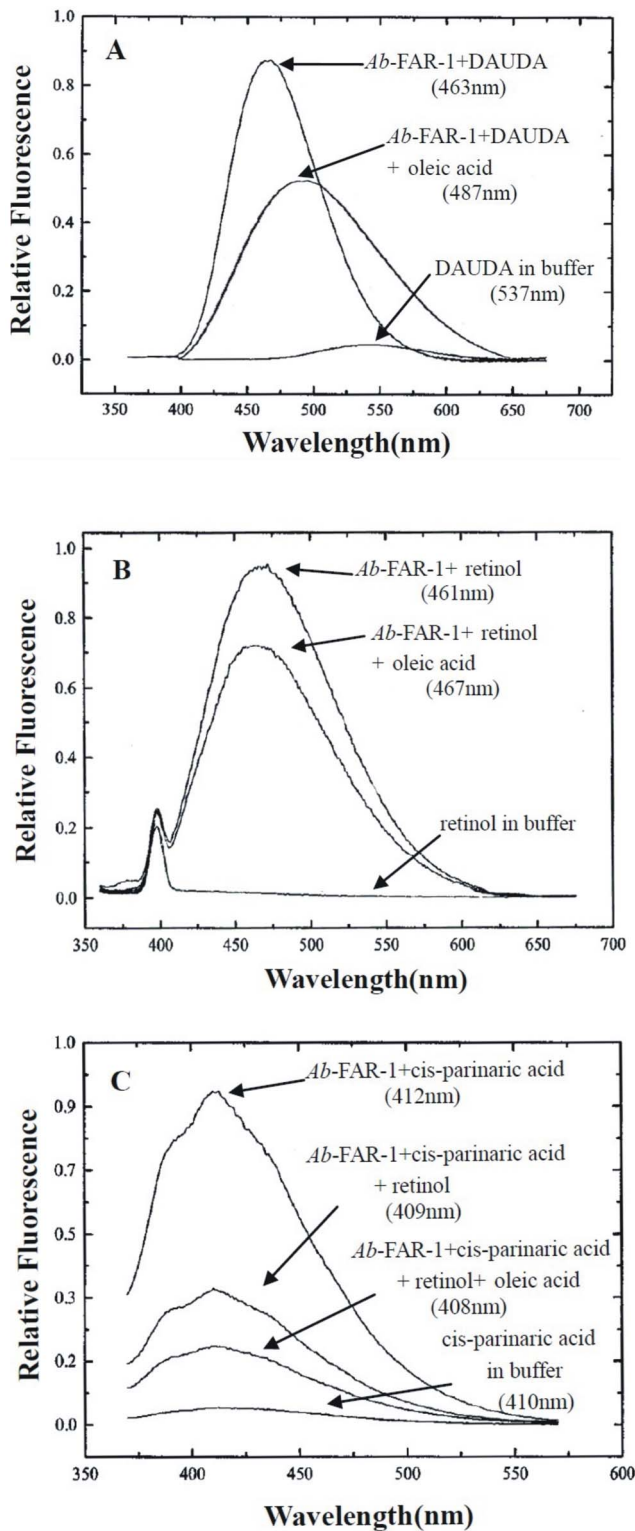 A
Ab-FAR-1+DAUDA
(463nm)
Ab-FAR-1+DAUDA
+ oleic acid
(487nm)
DAUDA in buffer
(537nm)
Relative Fluorescence
1.0
0.8
0.6
0.4
0.2
0.0
350 400 450 500 550 600 650 700
Wavelength(nm)
B
Ab-FAR-1+ retinol
(461nm)
Ab-FAR-1+ retinol
+ oleic acid
(467nm)
retinol in buffer
Relative Fluorescence
1.0
0.8
0.6
0.4
0.2
0.0
350 400 450 500 550 600 650 700
Wavelength(nm)
C
Ab-FAR-1+cis-parinaric acid
(412nm)
Ab-FAR-1+cis-parinaric acid
+ retinol
(409nm)
Ab-FAR-1+cis-parinaric acid
+ retinol+ oleic acid
(408nm)
cis-parinaric acid
in buffer
(410nm)
Relative Fluorescence
1.0
0.9
0.7
0.5
0.3
0.2
0.0
350 400 450 500 550 600
Wavelength(nm)